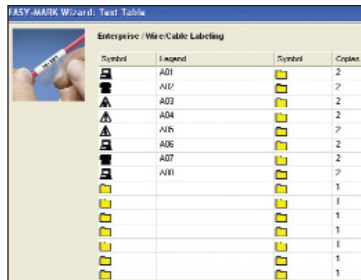 EASY-MARK Wizard: Text Table
Enterprise /Wire/Cable Labeling
Symbol Legend Symbol Copies
A01 2
A02 2
A03 2
A04 2
A05 2
A06 2
A07 2
A08 2
1
1
1
1
1
1
1